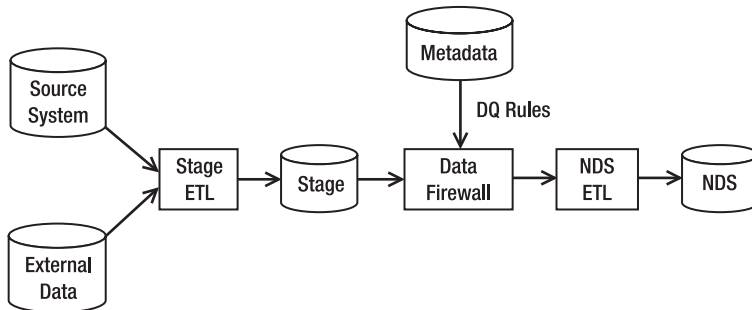 Metadata
Source
System
DQ Rules
Stage
ETL
Stage
Data
Firewall
NDS
ETL
NDS
External
Data